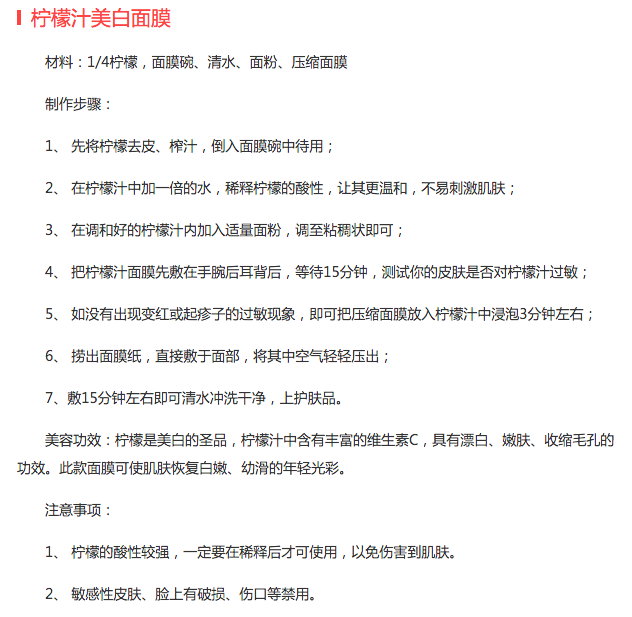 柠檬汁美白面膜
材料：1/4柠檬，面膜碗、清水、面粉、压缩面膜
制作步骤：
1、 先将柠檬去皮、榨汁，倒入面膜碗中待用；
2、 在柠檬汁中加一倍的水，稀释柠檬的酸性，让其更温和，不易刺激肌肤；
3、 在调和好的柠檬汁内加入适量面粉，调至粘稠状即可；
4、 把柠檬汁面膜先敷在手腕后耳背后，等待15分钟，测试你的皮肤是否对柠檬汁过敏；
5、 如没有出现变红或起疹子的过敏现象，即可把压缩面膜放入柠檬汁中浸泡3分钟左右；
6、 捞出面膜纸，直接敷于面部，将其中空气轻轻压出；
7、敷15分钟左右即可清水冲洗干净，上护肤品。
美容功效：柠檬是美白的圣品，柠檬汁中含有丰富的维生素C，具有漂白、嫩肤、收缩毛孔的
功效。此款面膜可使肌肤恢复白嫩、幼滑的年轻光彩。
注意事项：
1、 柠檬的酸性较强，一定要在稀释后才可使用，以免伤害到肌肤。
2、 敏感性皮肤、脸上有破损、伤口等禁用。